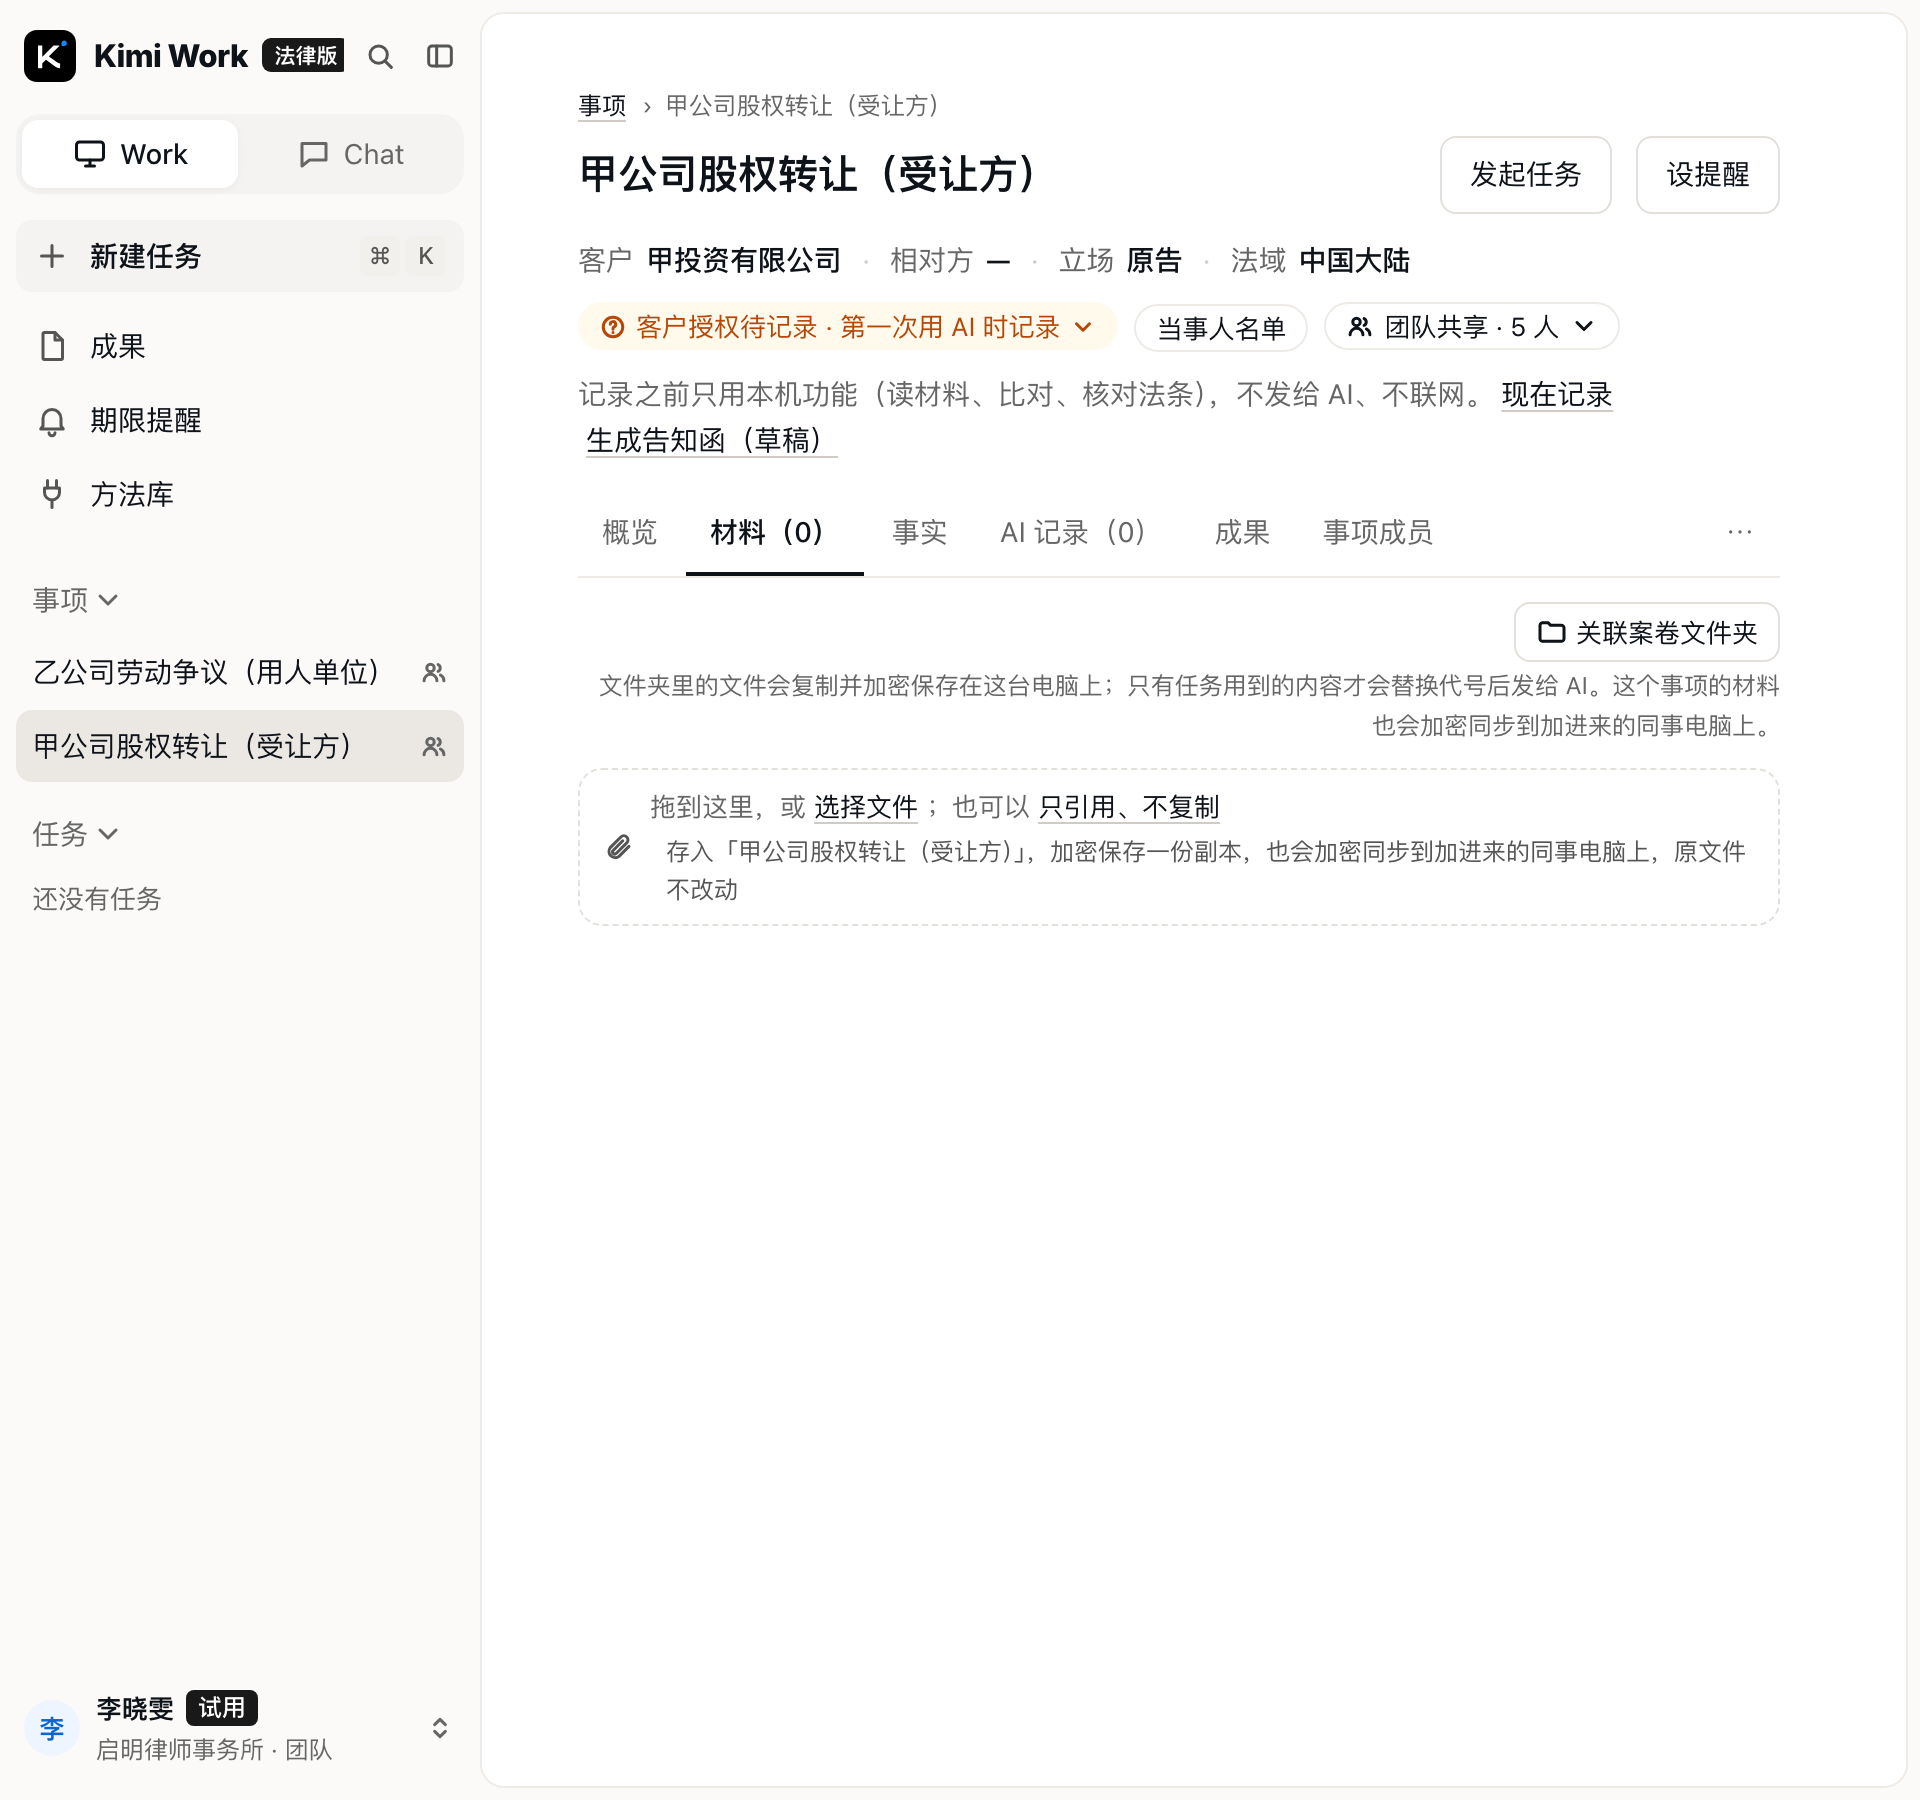 Kimi Work 法律版
Work
Chat
新建任务 ⌘ K
成果
期限提醒
方法库
事项
乙公司劳动争议（用人单位）
甲公司股权转让（受让方）
任务
还没有任务
李晓雯 试用
启明律师事务所 · 团队
事项 › 甲公司股权转让（受让方）
甲公司股权转让（受让方）
发起任务
设提醒
客户 甲投资有限公司 · 相对方 — · 立场 原告 · 法域 中国大陆
客户授权待记录 · 第一次用 AI 时记录
当事人名单
团队共享 · 5 人
记录之前只用本机功能（读材料、比对、核对法条），不发给 AI、不联网。 现在记录
生成告知函（草稿）
概览 材料（0） 事实 AI 记录（0） 成果 事项成员 ···
关联案卷文件夹
文件夹里的文件会复制并加密保存在这台电脑上；只有任务用到的内容才会替换代号后发给 AI。这个事项的材料
也会加密同步到加进来的同事电脑上。
拖到这里，或 选择文件 ；也可以 只引用、不复制
存入「甲公司股权转让（受让方）」，加密保存一份副本，也会加密同步到加进来的同事电脑上，原文件
不改动